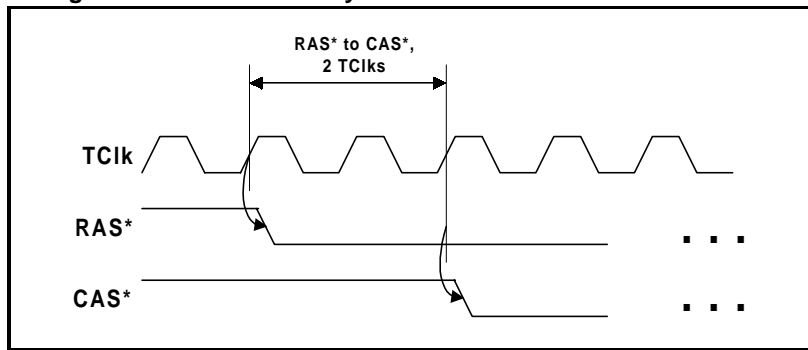 RAS* to CAS*,
2 TClks
TClk
RAS*
. . .
CAS*
. . .